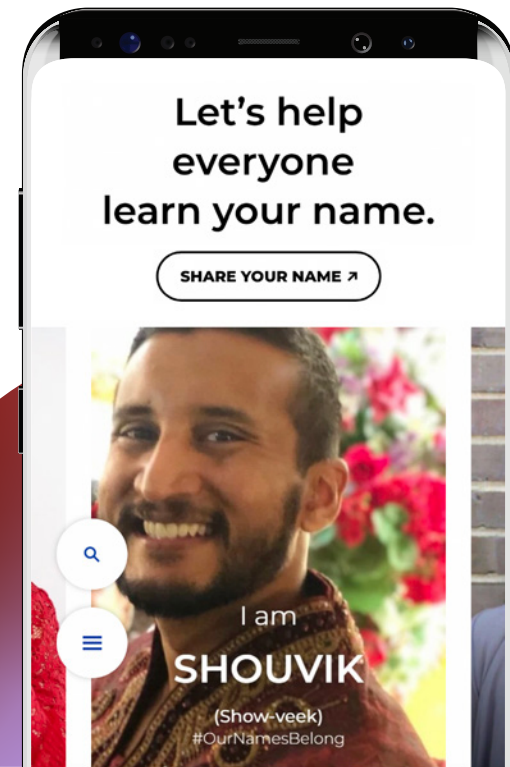 Let's help
everyone
learn your name.
SHARE YOUR NAME ↗
I am
SHOUVIK
(Show-veek)
#OurNamesBelong